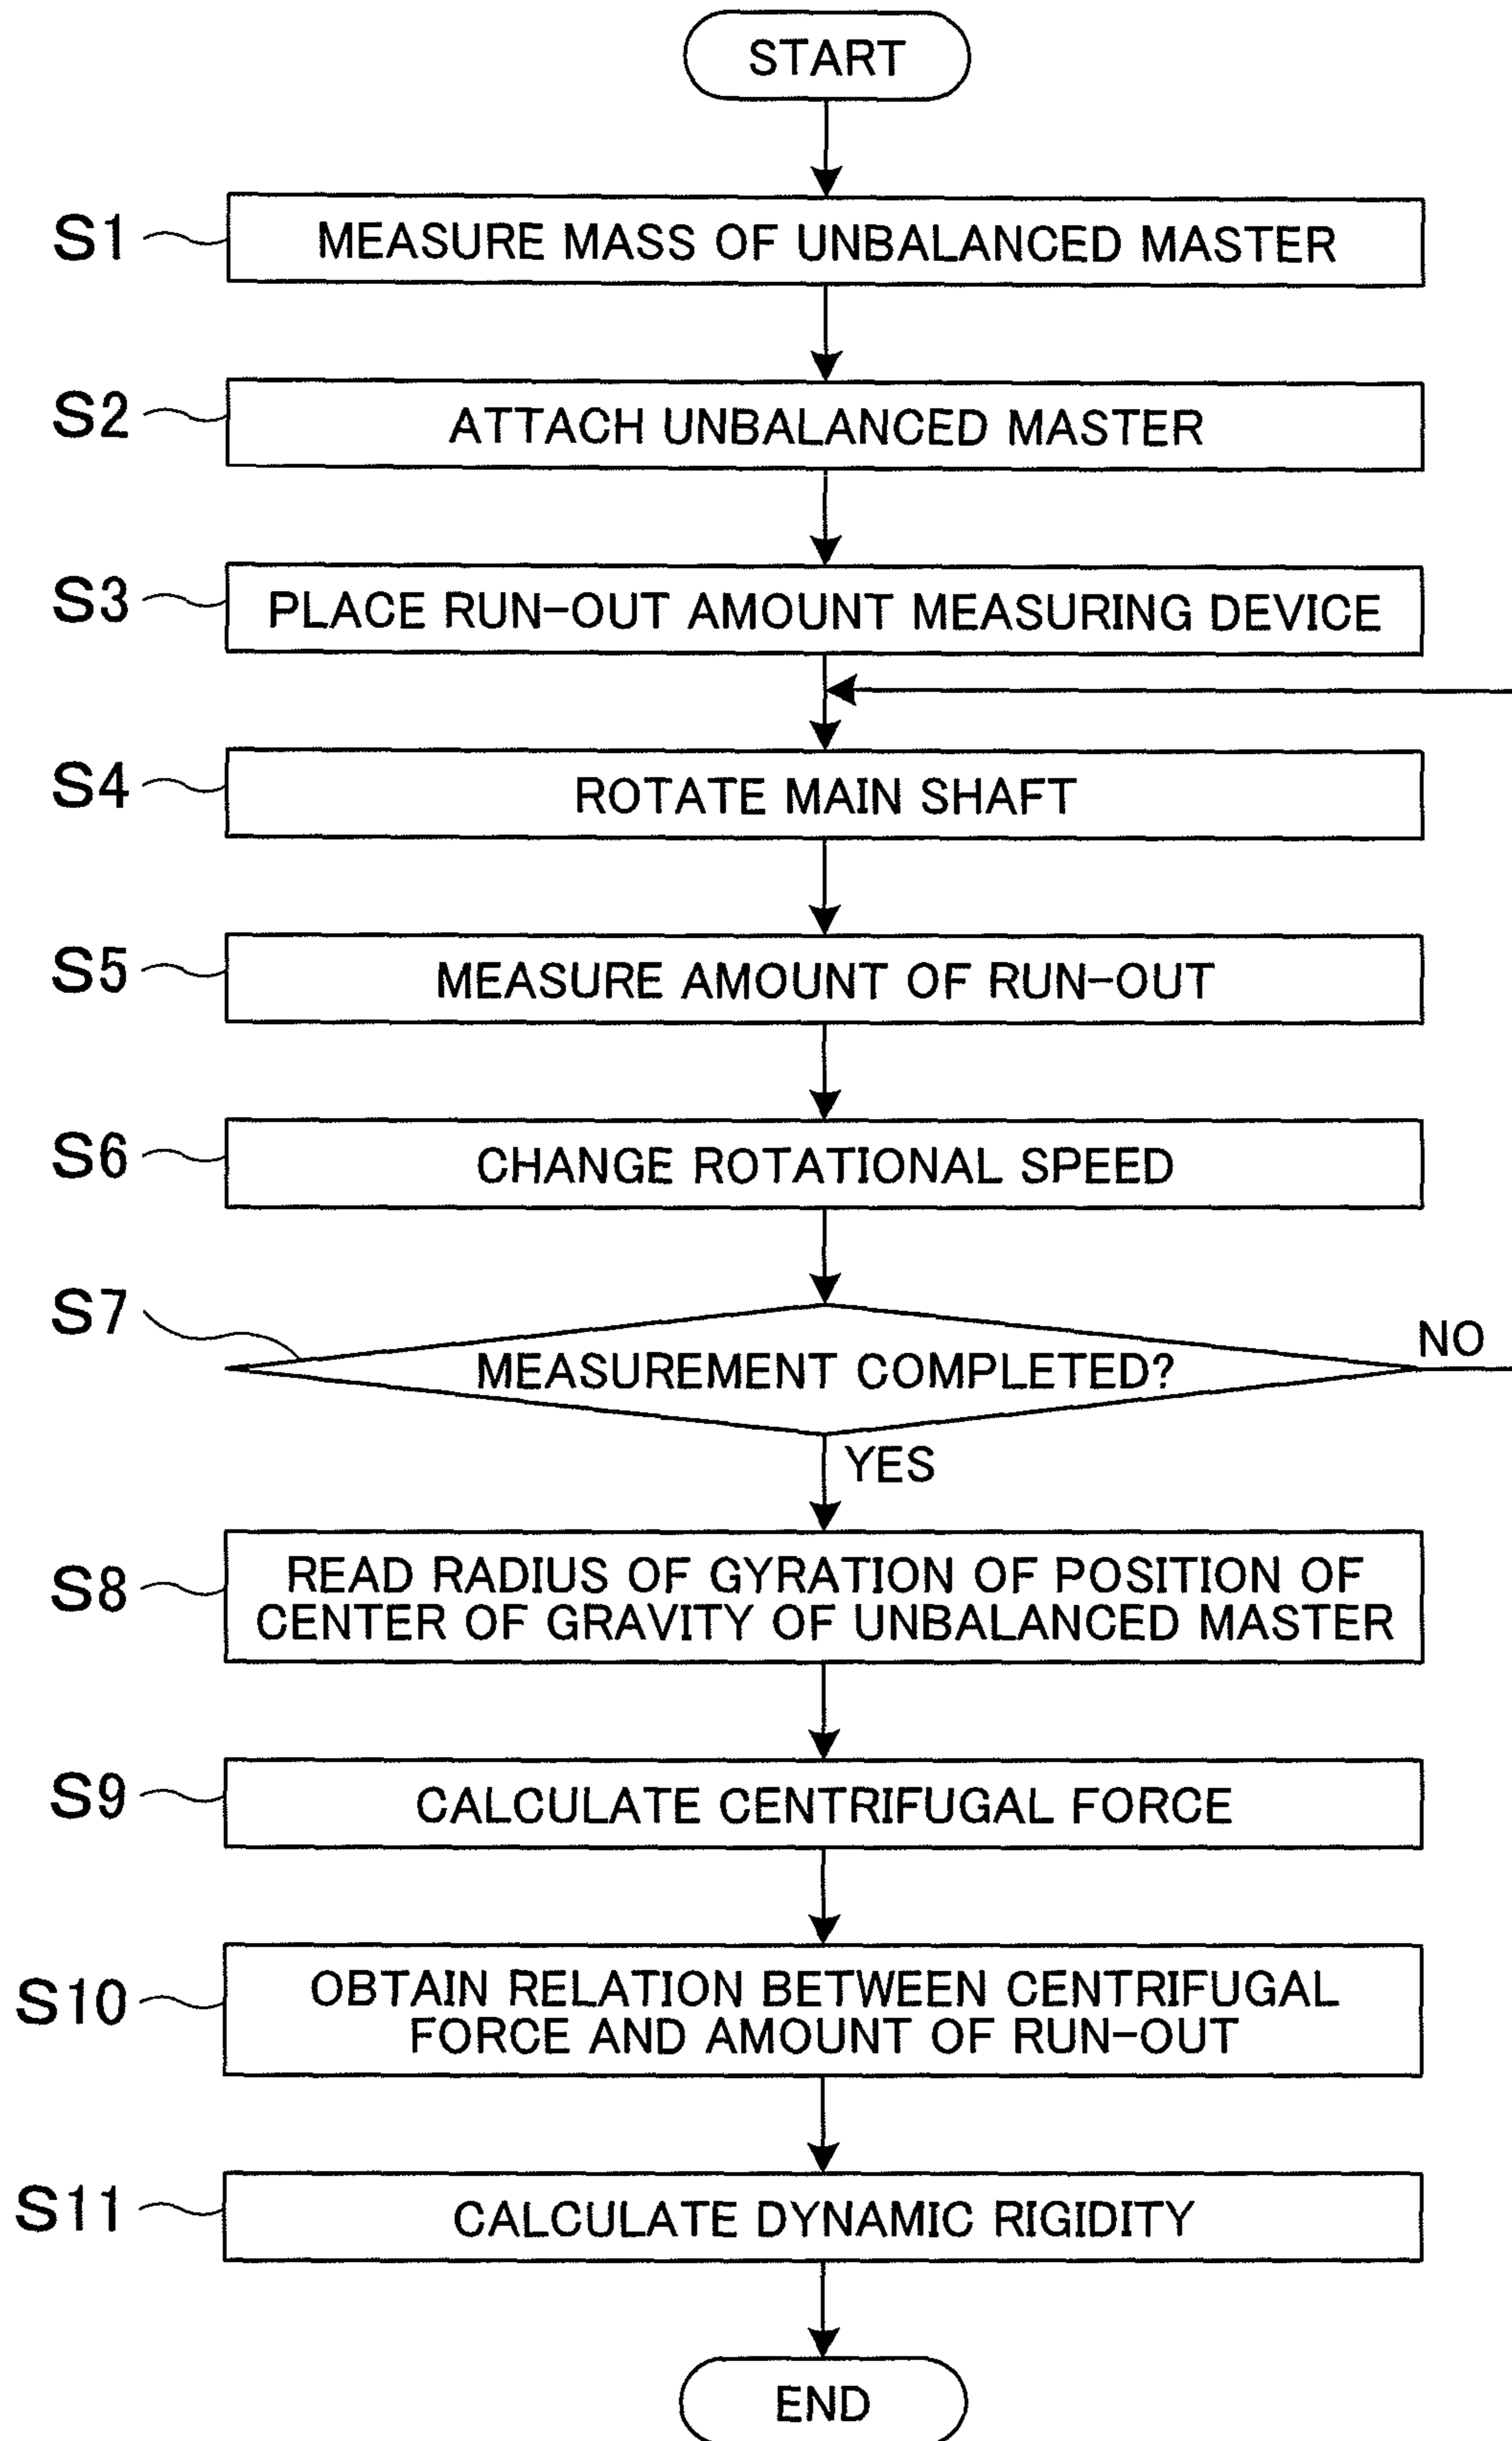 START
S1
MEASURE MASS OF UNBALANCED MASTER
S2
ATTACH UNBALANCED MASTER
S3
PLACE RUN-OUT AMOUNT MEASURING DEVICE
S4
ROTATE MAIN SHAFT
S5
MEASURE AMOUNT OF RUN-OUT
S6
CHANGE ROTATIONAL SPEED
S7
MEASUREMENT COMPLETED?
NO
YES
S8
READ RADIUS OF GYRATION OF POSITION OF
CENTER OF GRAVITY OF UNBALANCED MASTER
S9
CALCULATE CENTRIFUGAL FORCE
S10
OBTAIN RELATION BETWEEN CENTRIFUGAL
FORCE AND AMOUNT OF RUN-OUT
S11
CALCULATE DYNAMIC RIGIDITY
END